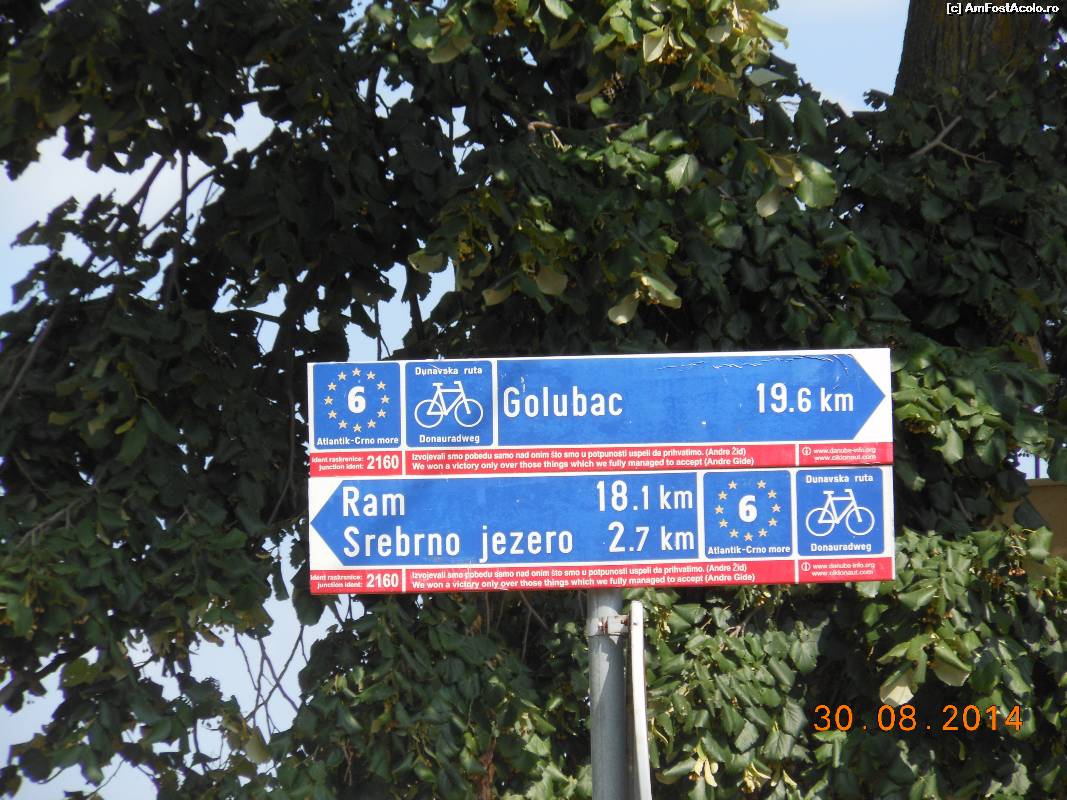 [c] AmFostAcolo.ro
6
Atlantik-Crno more
Dunavska ruta
Donauradweg
Golubac 19.6 km
ident raskrsnice:
junction ident: 2160
Izvojevali smo pobedu samo nad onim što smo u potpunosti uspeli da prihvatimo. (Andre Žid)
We won a victory only over those things which we fully managed to accept (Andre Gide)
www.danube-info.org
www.ciklonaut.com
Ram 18.1 km
Srebrno jezero 2.7 km
6
Atlantik-Crno more
Dunavska ruta
Donauradweg
ident raskrsnice:
junction ident: 2160
Izvojevali smo pobedu samo nad onim što smo u potpunosti uspeli da prihvatimo. (Andre Žid)
We won a victory only over those things which we fully managed to accept (Andre Gide)
www.danube-info.org
www.ciklonaut.com
30.08.2014